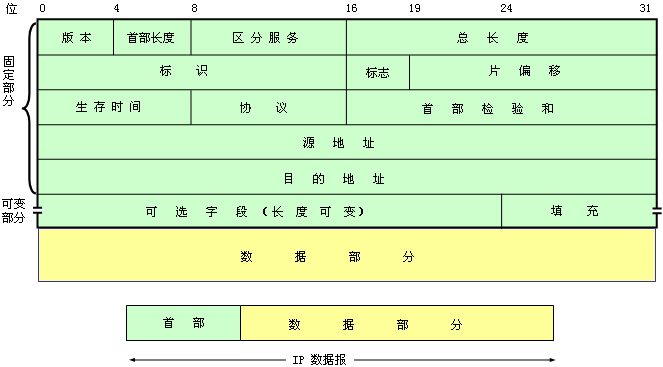 位 0 4 8 16 19 24 31
固定部分
版本 首部长度 区分服务 总长度
标识 标志 片偏移
生存时间 协议 首部检验和
源地址
目的地址
可变部分
可选字段(长度可变) 填充
数据部分
首部 数据部分
IP 数据报